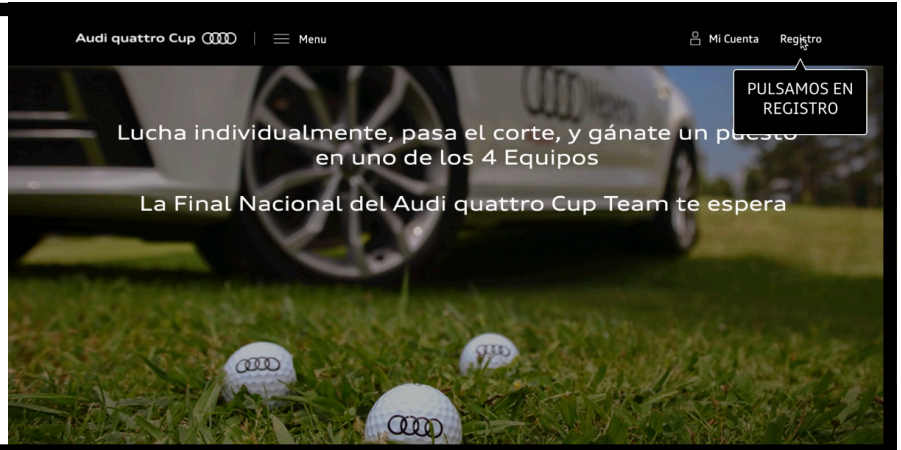 Audi quattro Cup
Menu
Mi Cuenta
Registro
PULSAMOS EN
REGISTRO
Lucha individualmente, pasa el corte, y gánate un puesto
en uno de los 4 Equipos
La Final Nacional del Audi quattro Cup Team te espera